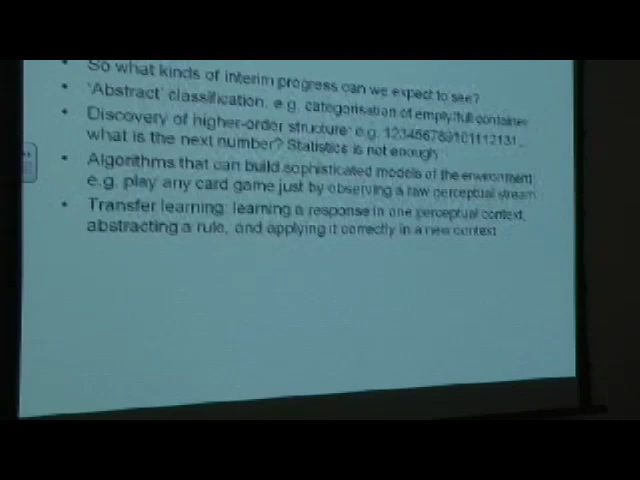 So what kinds of interim progress can we expect to see?
'Abstract' classification, e.g. categorisation of empty/full container
Discovery of higher-order structure: e.g. 123456789101112131...
what is the next number? Statistics is not enough
Algorithms that can build sophisticated models of the environment
e.g. play any card game just by observing a raw perceptual stream
Transfer learning: learning a response in one perceptual context,
abstracting a rule, and applying it correctly in a new context